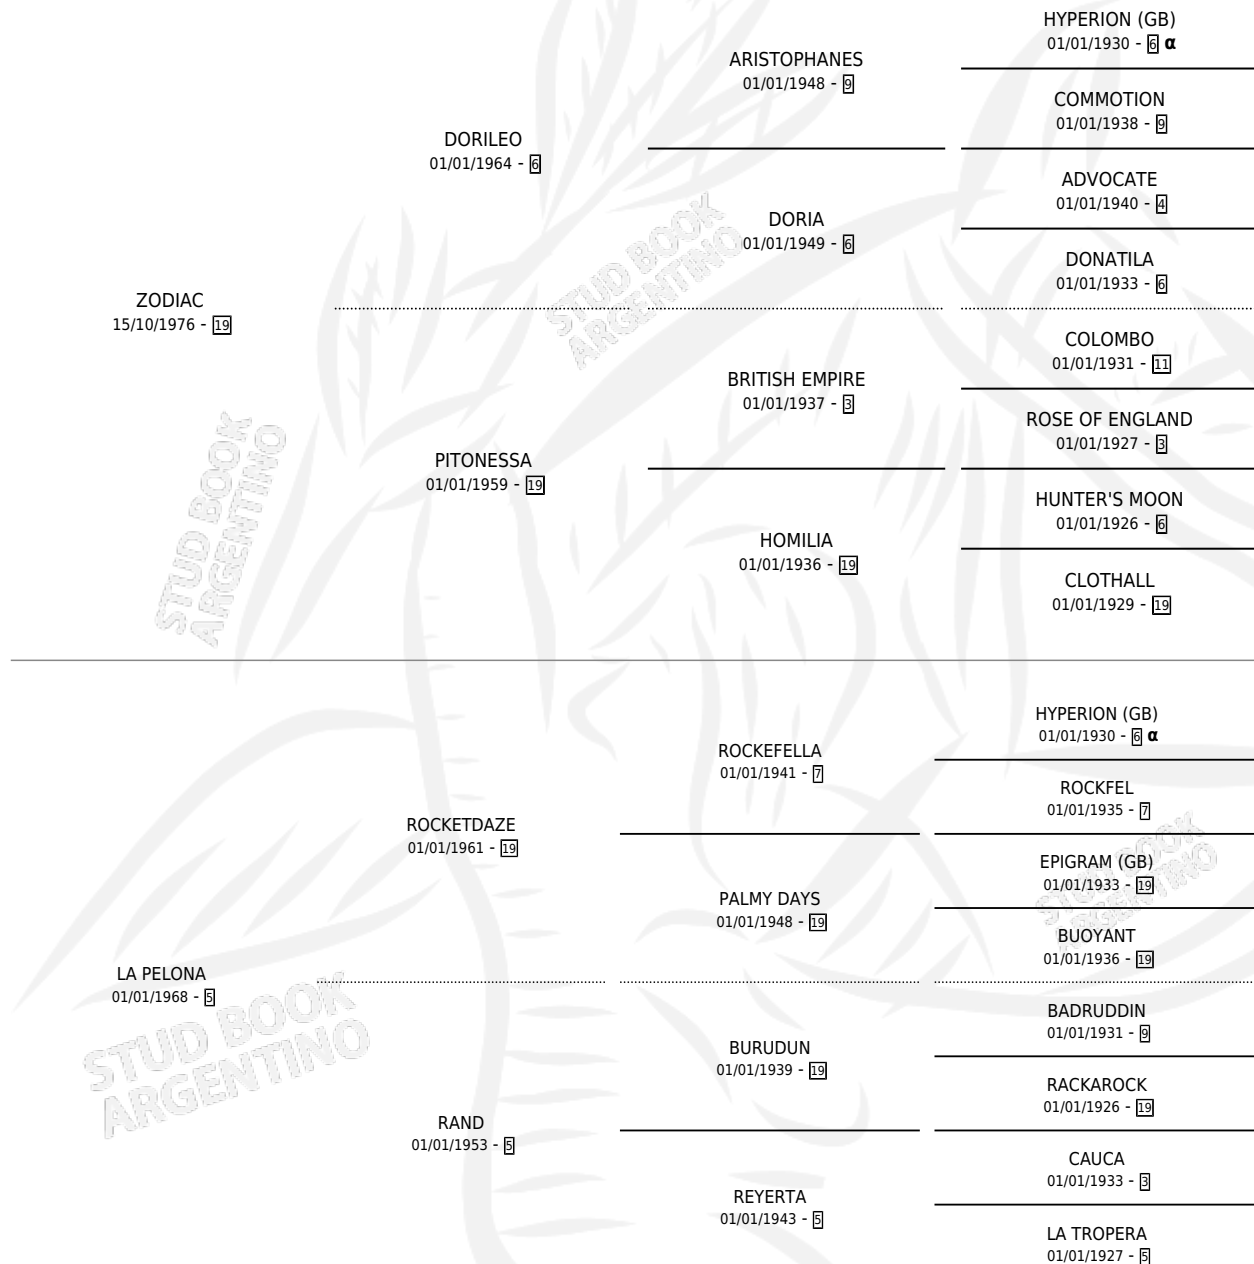 HYPERION (GB)
01/01/1930 - 6 α
ARISTOPHANES
01/01/1948 - 9
COMMOTION
01/01/1938 - 9
DORILEO
01/01/1964 - 6
ADVOCATE
01/01/1940 - 4
DORIA
01/01/1949 - 6
DONATILA
01/01/1933 - 6
ZODIAC
15/10/1976 - 19
COLOMBO
01/01/1931 - 11
BRITISH EMPIRE
01/01/1937 - 3
ROSE OF ENGLAND
01/01/1927 - 3
PITONESSA
01/01/1959 - 19
HUNTER'S MOON
01/01/1926 - 6
HOMILIA
01/01/1936 - 19
CLOTHALL
01/01/1929 - 19
HYPERION (GB)
01/01/1930 - 6 α
ROCKEFELLA
01/01/1941 - 7
ROCKFEL
01/01/1935 - 7
ROCKETDAZE
01/01/1961 - 19
EPIGRAM (GB)
01/01/1933 - 19
PALMY DAYS
01/01/1948 - 19
BUOYANT
01/01/1936 - 19
LA PELONA
01/01/1968 - 5
BADRUDDIN
01/01/1931 - 9
BURUDUN
01/01/1939 - 19
RACKAROCK
01/01/1926 - 19
RAND
01/01/1953 - 5
CAUCA
01/01/1933 - 3
REYERTA
01/01/1943 - 5
LA TROPERA
01/01/1927 - 5
STUD BOOK
ARGENTINO
STUD BOOK
ARGENTINO
STUD BOOK
ARGENTINO
STUD BOOK
ARGENTINO